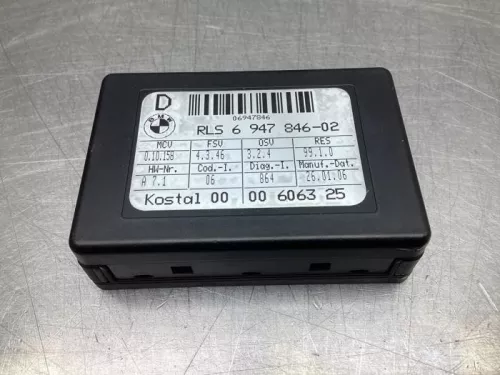 D
06947846
BMW
RLS 6 947 846-02
MCV FSV OSV RES
0.10.158 4.3.46 3.2.4 99.1.0
HW-Nr. Cod.-I. Diag.-I. Manuf.-Dat.
A 7.1 06 864 26.01.06
Kostal 00 00 6063 25